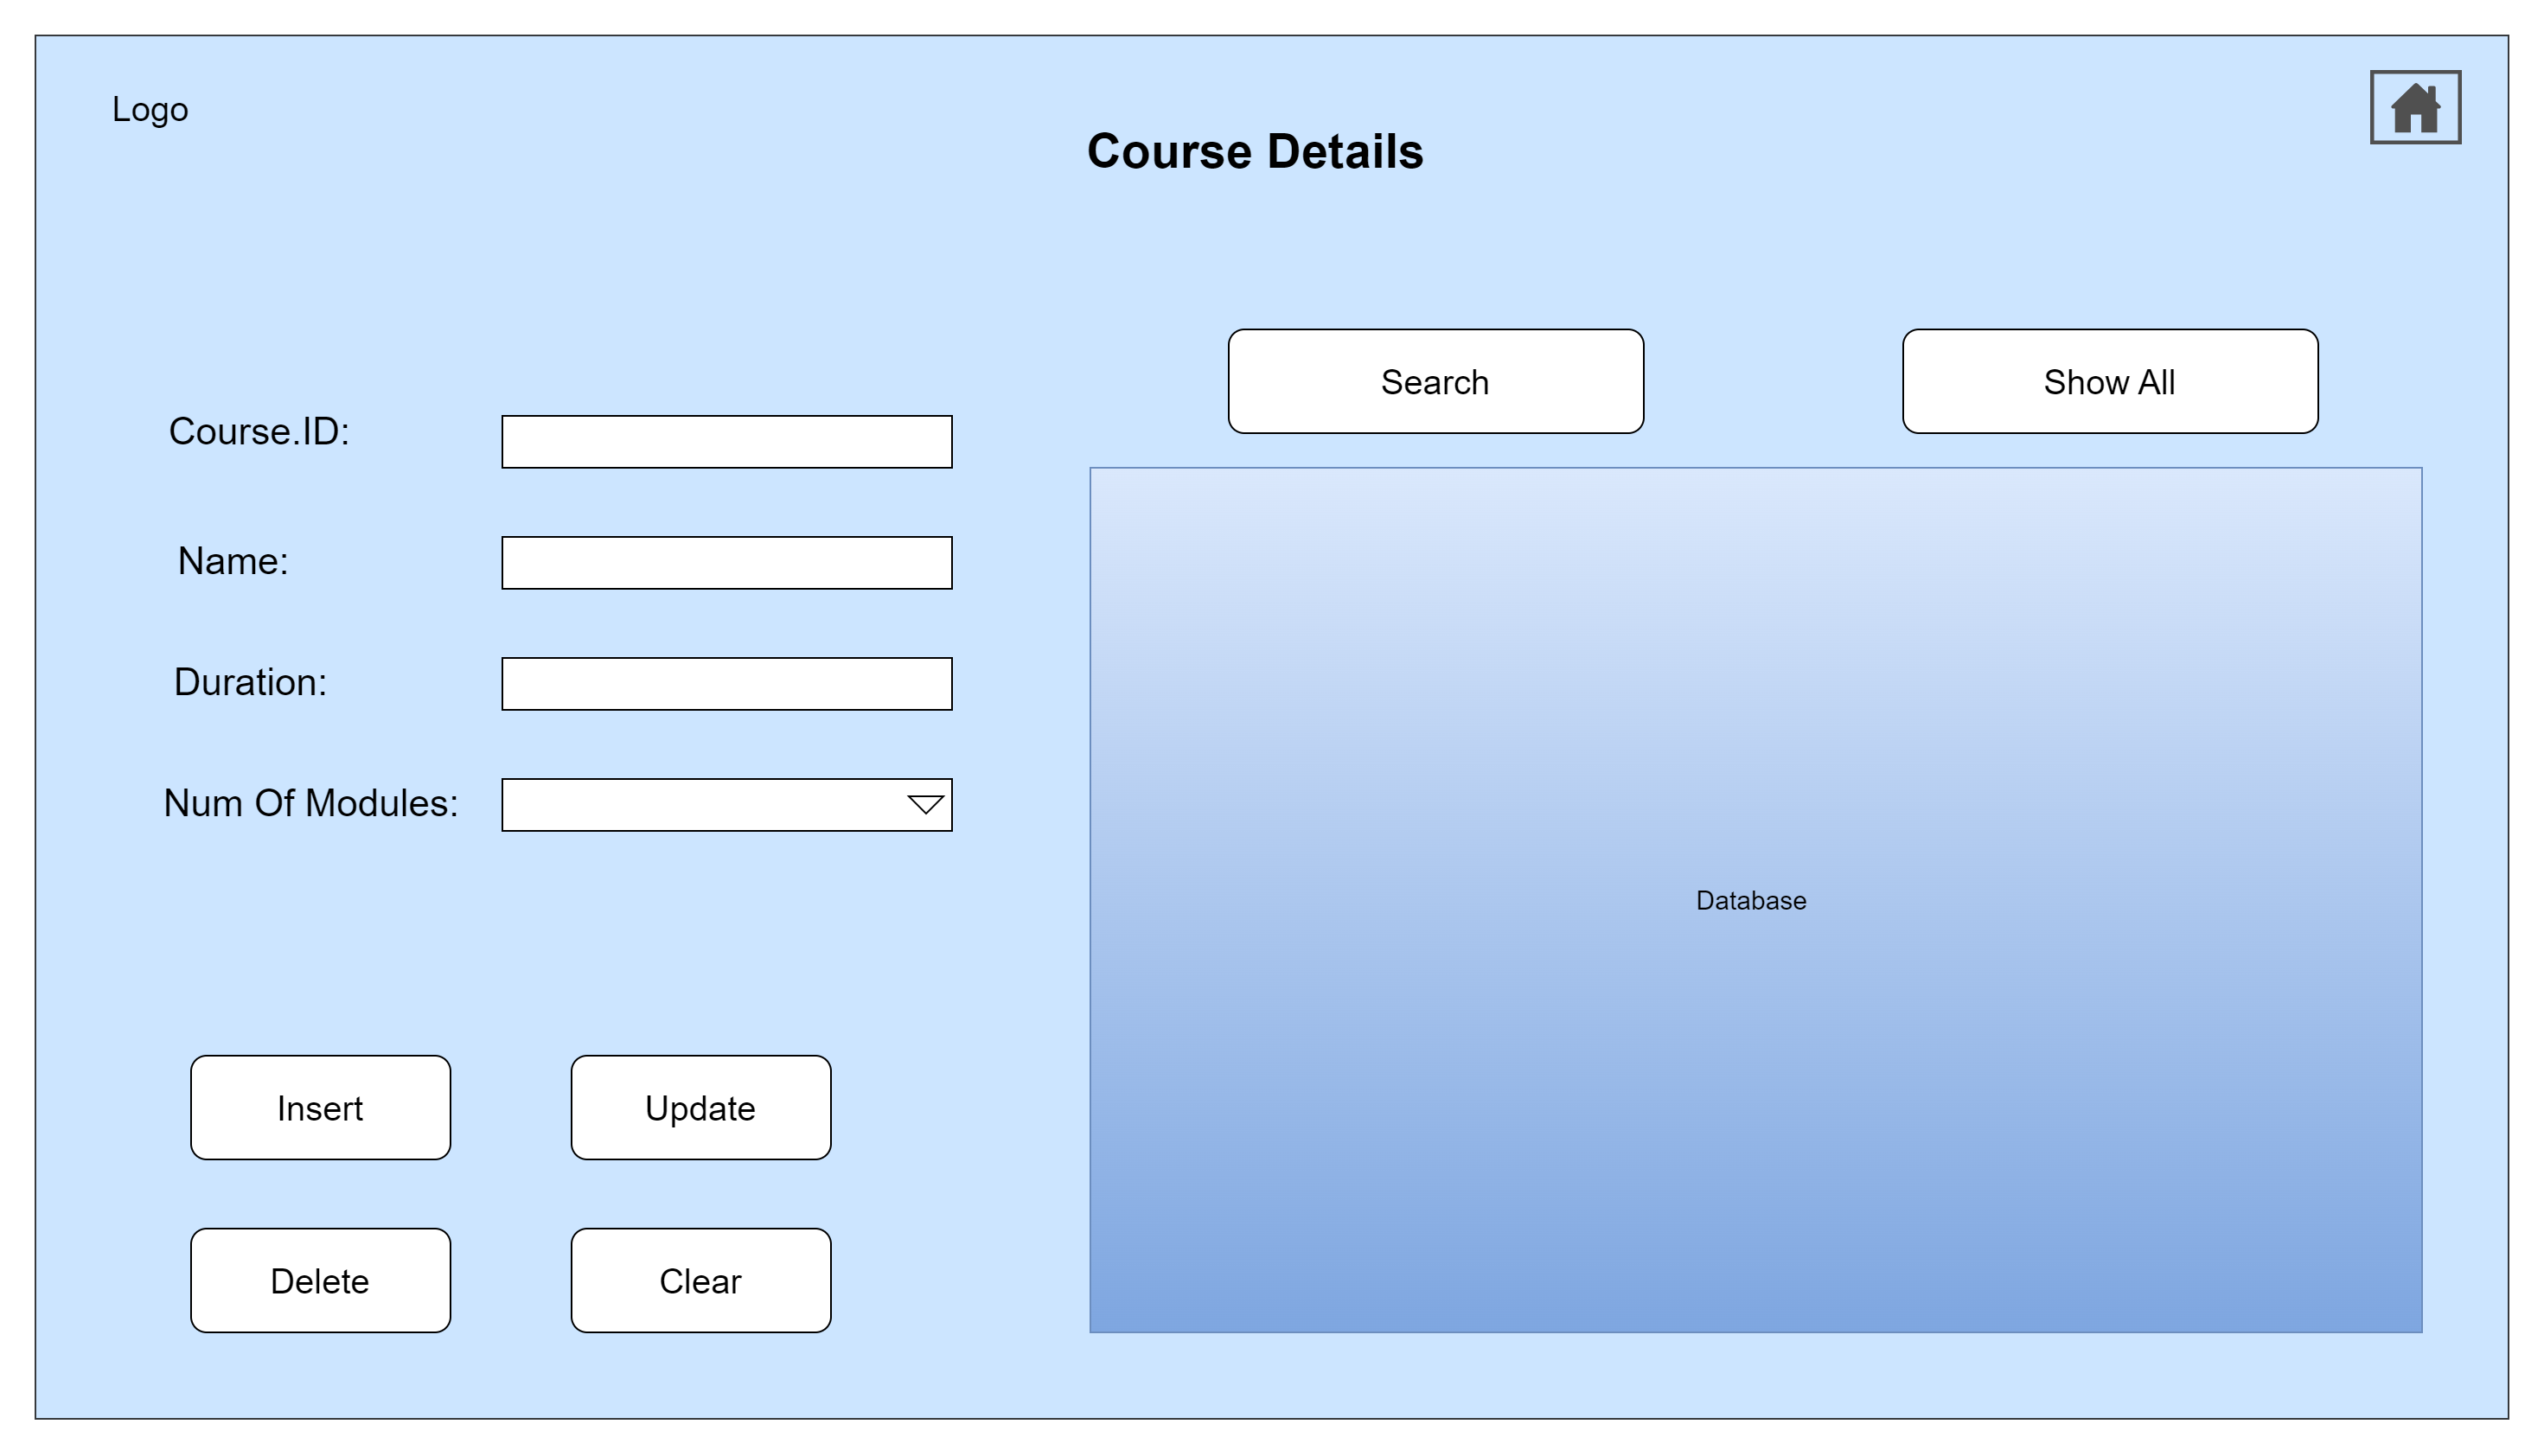 Logo
Course Details
Search
Show All
Course.ID:
Name:
Duration:
Num Of Modules:
Database
Insert
Update
Delete
Clear